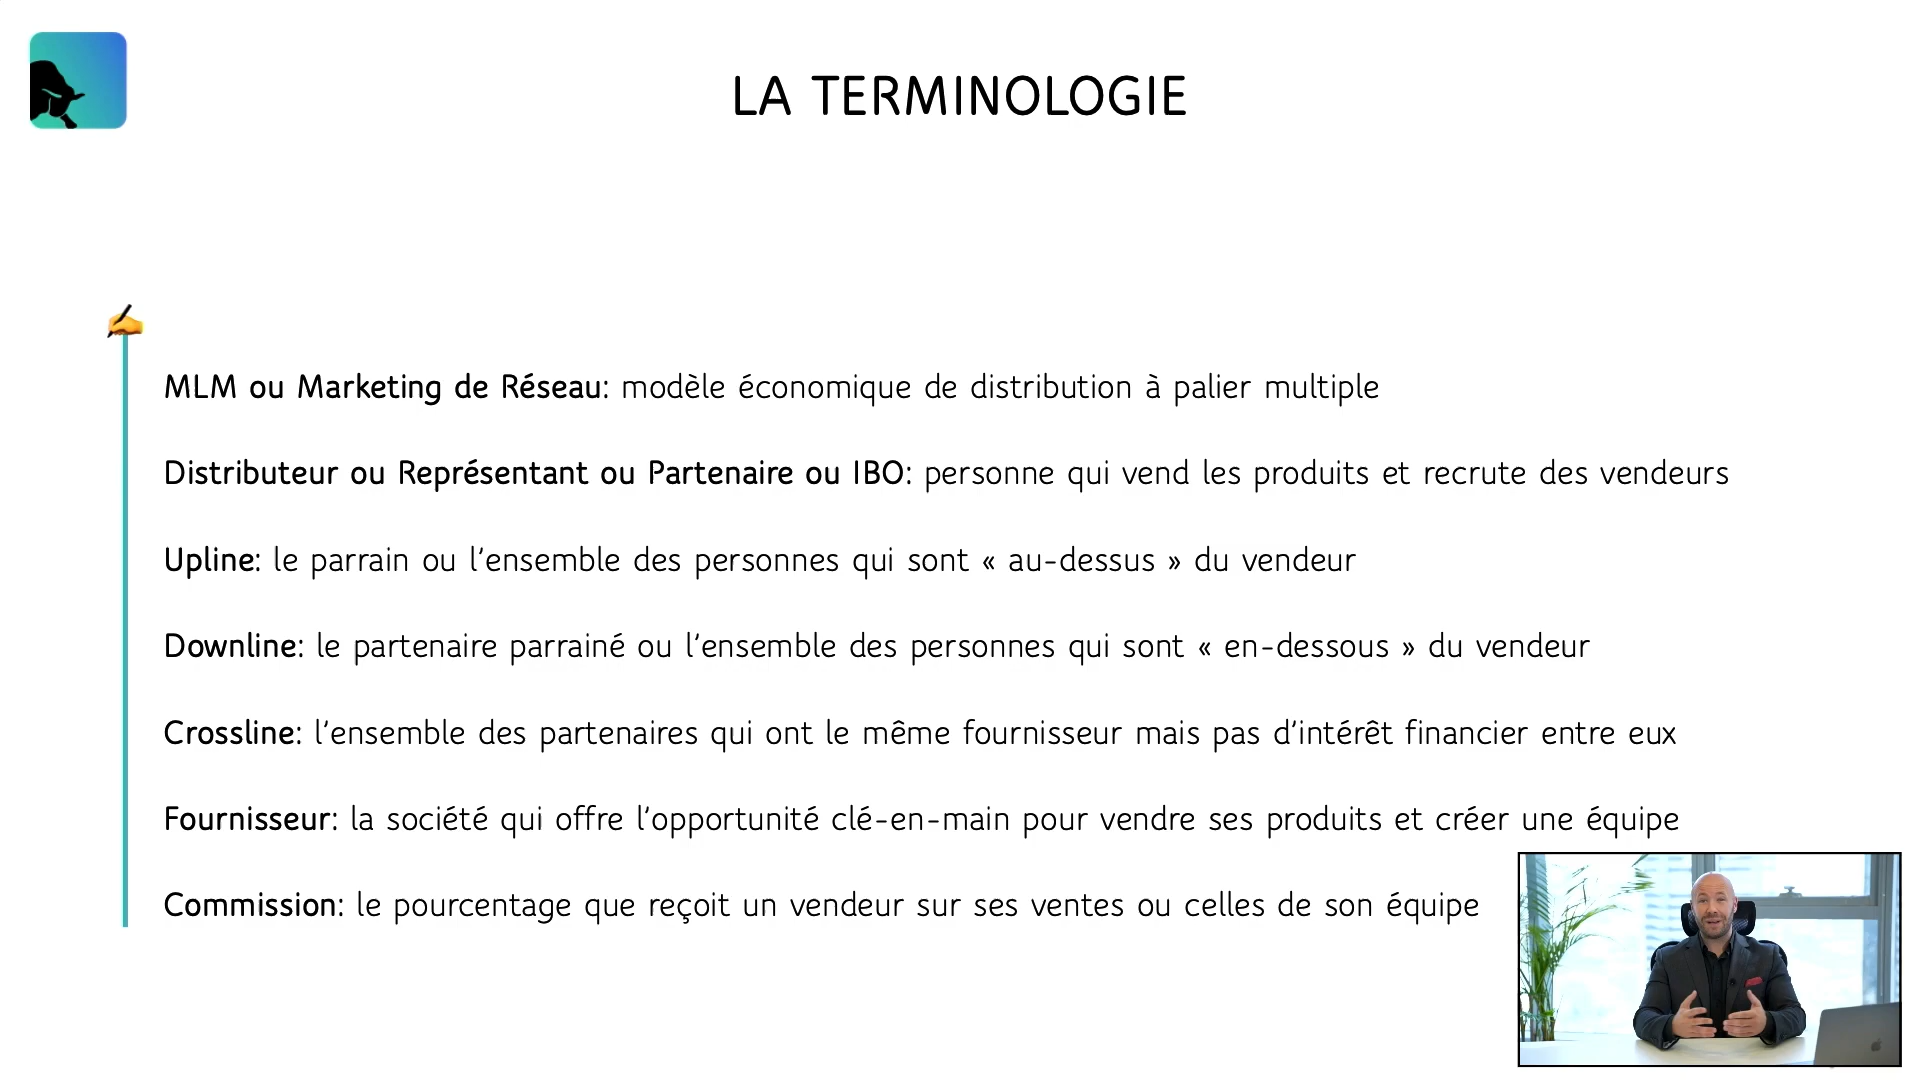 LA TERMINOLOGIE
MLM ou Marketing de Réseau: modèle économique de distribution à palier multiple
Distributeur ou Représentant ou Partenaire ou IBO: personne qui vend les produits et recrute des vendeurs
Upline: le parrain ou l’ensemble des personnes qui sont « au-dessus » du vendeur
Downline: le partenaire parrainé ou l’ensemble des personnes qui sont « en-dessous » du vendeur
Crossline: l’ensemble des partenaires qui ont le même fournisseur mais pas d’intérêt financier entre eux
Fournisseur: la société qui offre l’opportunité clé-en-main pour vendre ses produits et créer une équipe
Commission: le pourcentage que reçoit un vendeur sur ses ventes ou celles de son équipe